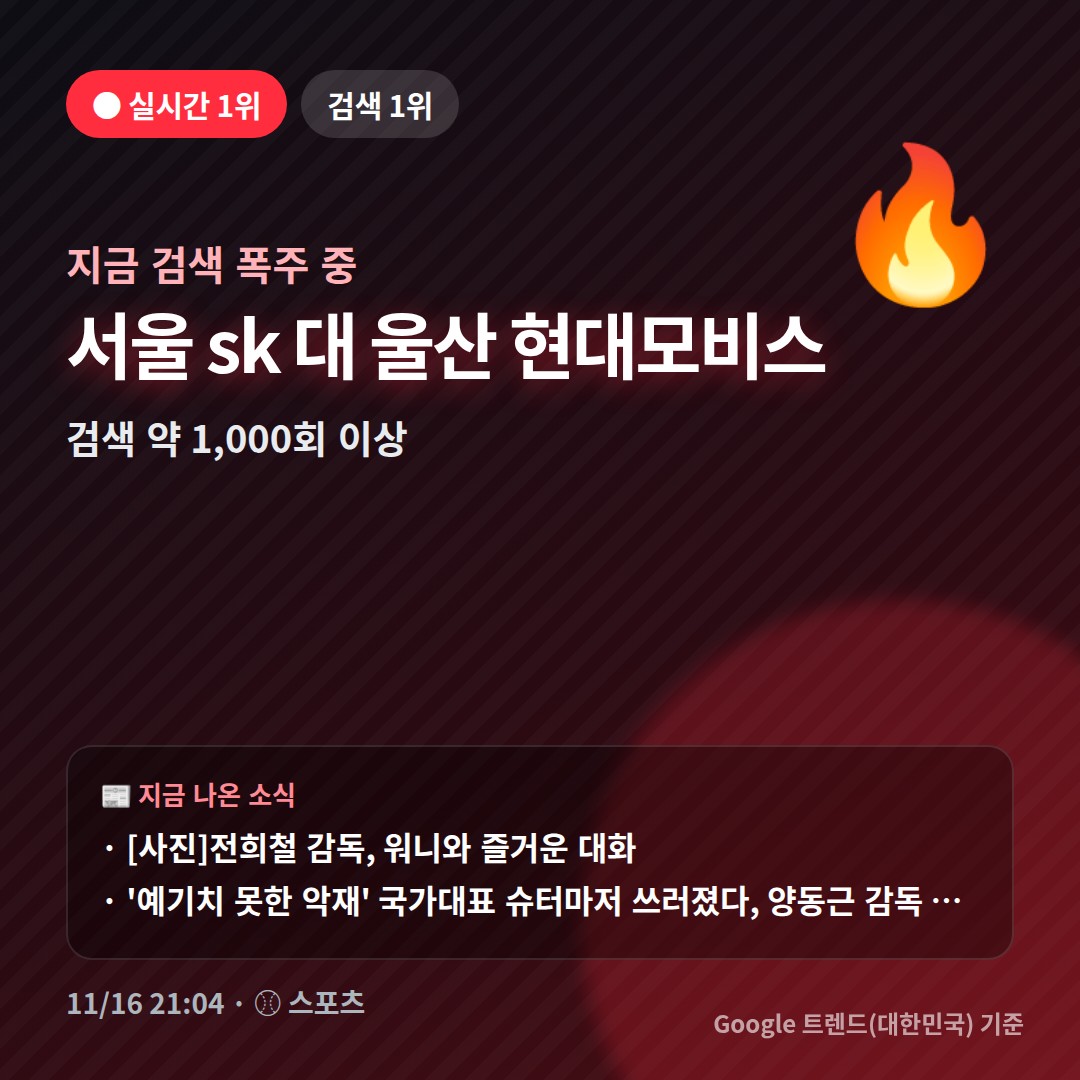 실시간 1위
검색 1위
지금 검색 폭주 중
서울 sk 대 울산 현대모비스
검색 약 1,000회 이상
📰 지금 나온 소식
· [사진]전희철 감독, 워니와 즐거운 대화
· '예기치 못한 악재' 국가대표 슈터마저 쓰러졌다, 양동근 감독 …
11/16 21:04 · ⚾ 스포츠
Google 트렌드(대한민국) 기준